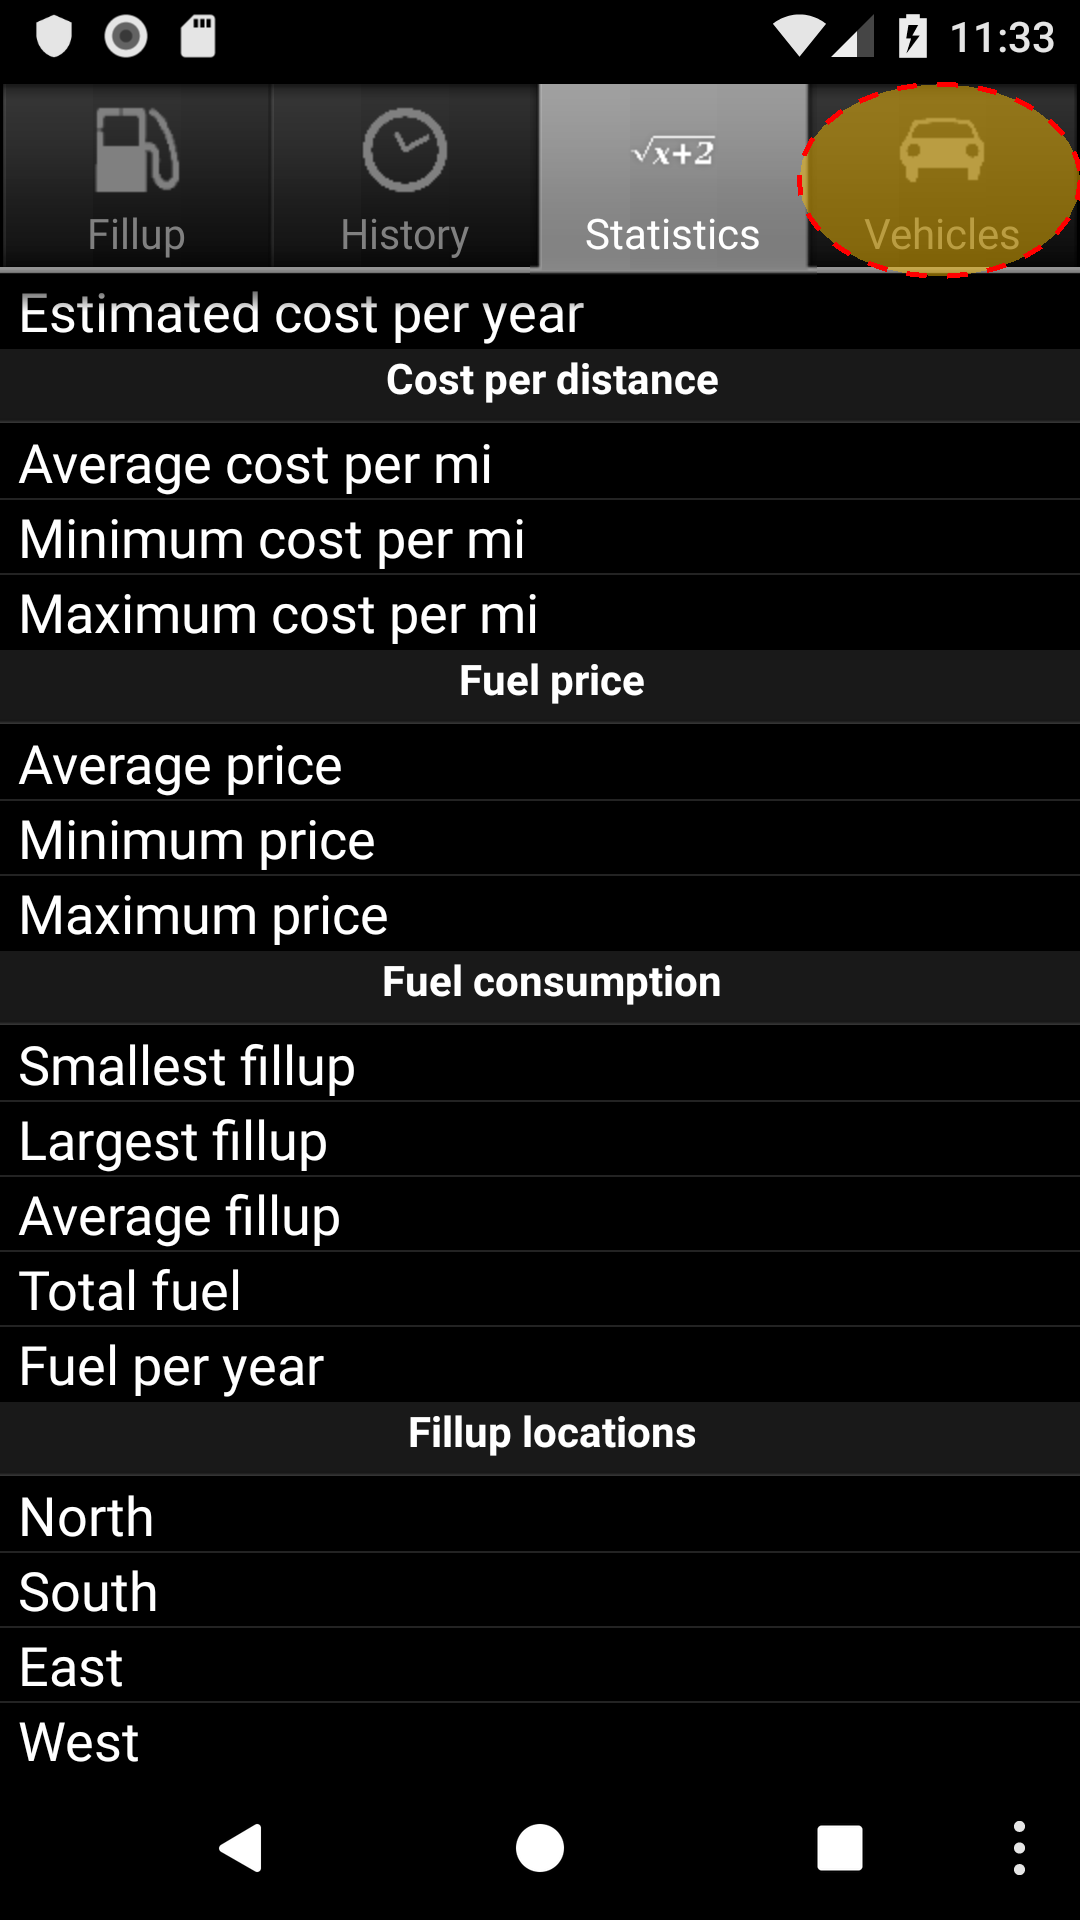 11:33
Fillup
History
√x+2
Statistics
Vehicles
Estimated cost per year
Cost per distance
Average cost per mi
Minimum cost per mi
Maximum cost per mi
Fuel price
Average price
Minimum price
Maximum price
Fuel consumption
Smallest fillup
Largest fillup
Average fillup
Total fuel
Fuel per year
Fillup locations
North
South
East
West